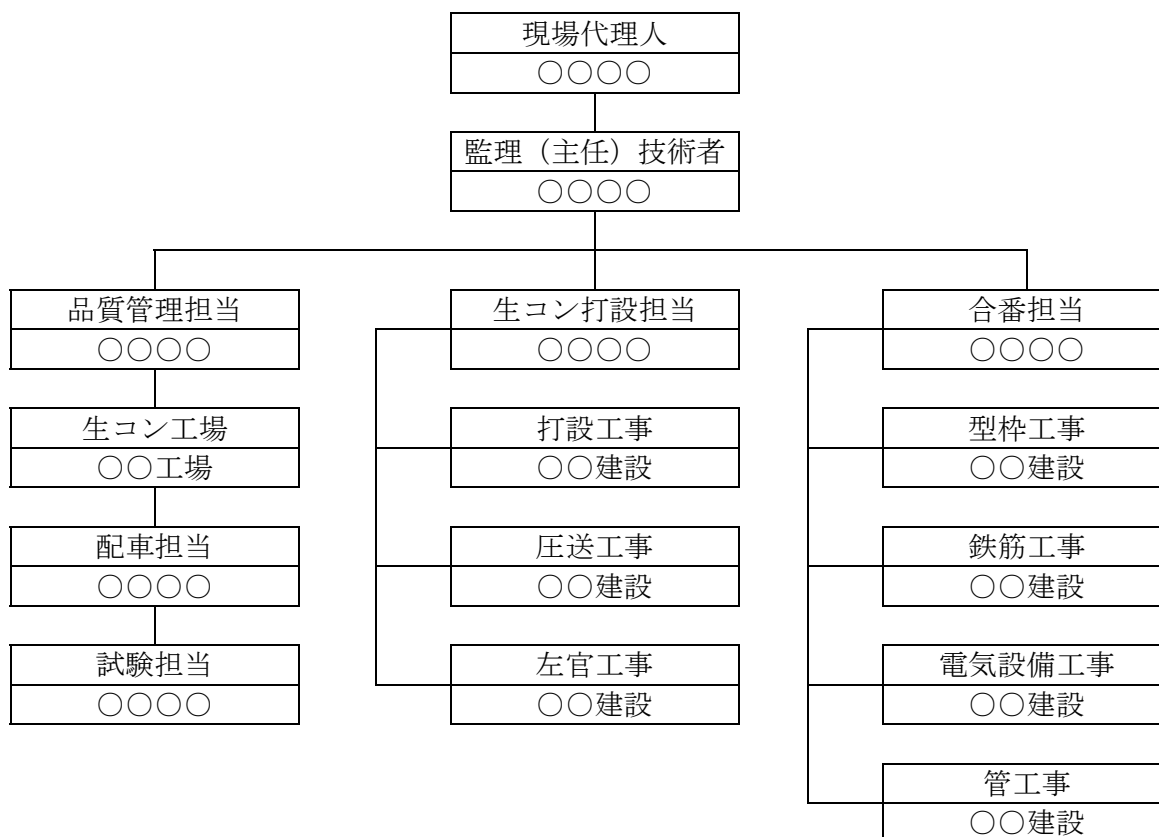 現場代理人
○○○○
監理（主任）技術者
○○○○
品質管理担当
○○○○
生コン工場
○○工場
配車担当
○○○○
試験担当
○○○○
生コン打設担当
○○○○
打設工事
○○建設
圧送工事
○○建設
左官工事
○○建設
合番担当
○○○○
型枠工事
○○建設
鉄筋工事
○○建設
電気設備工事
○○建設
管工事
○○建設